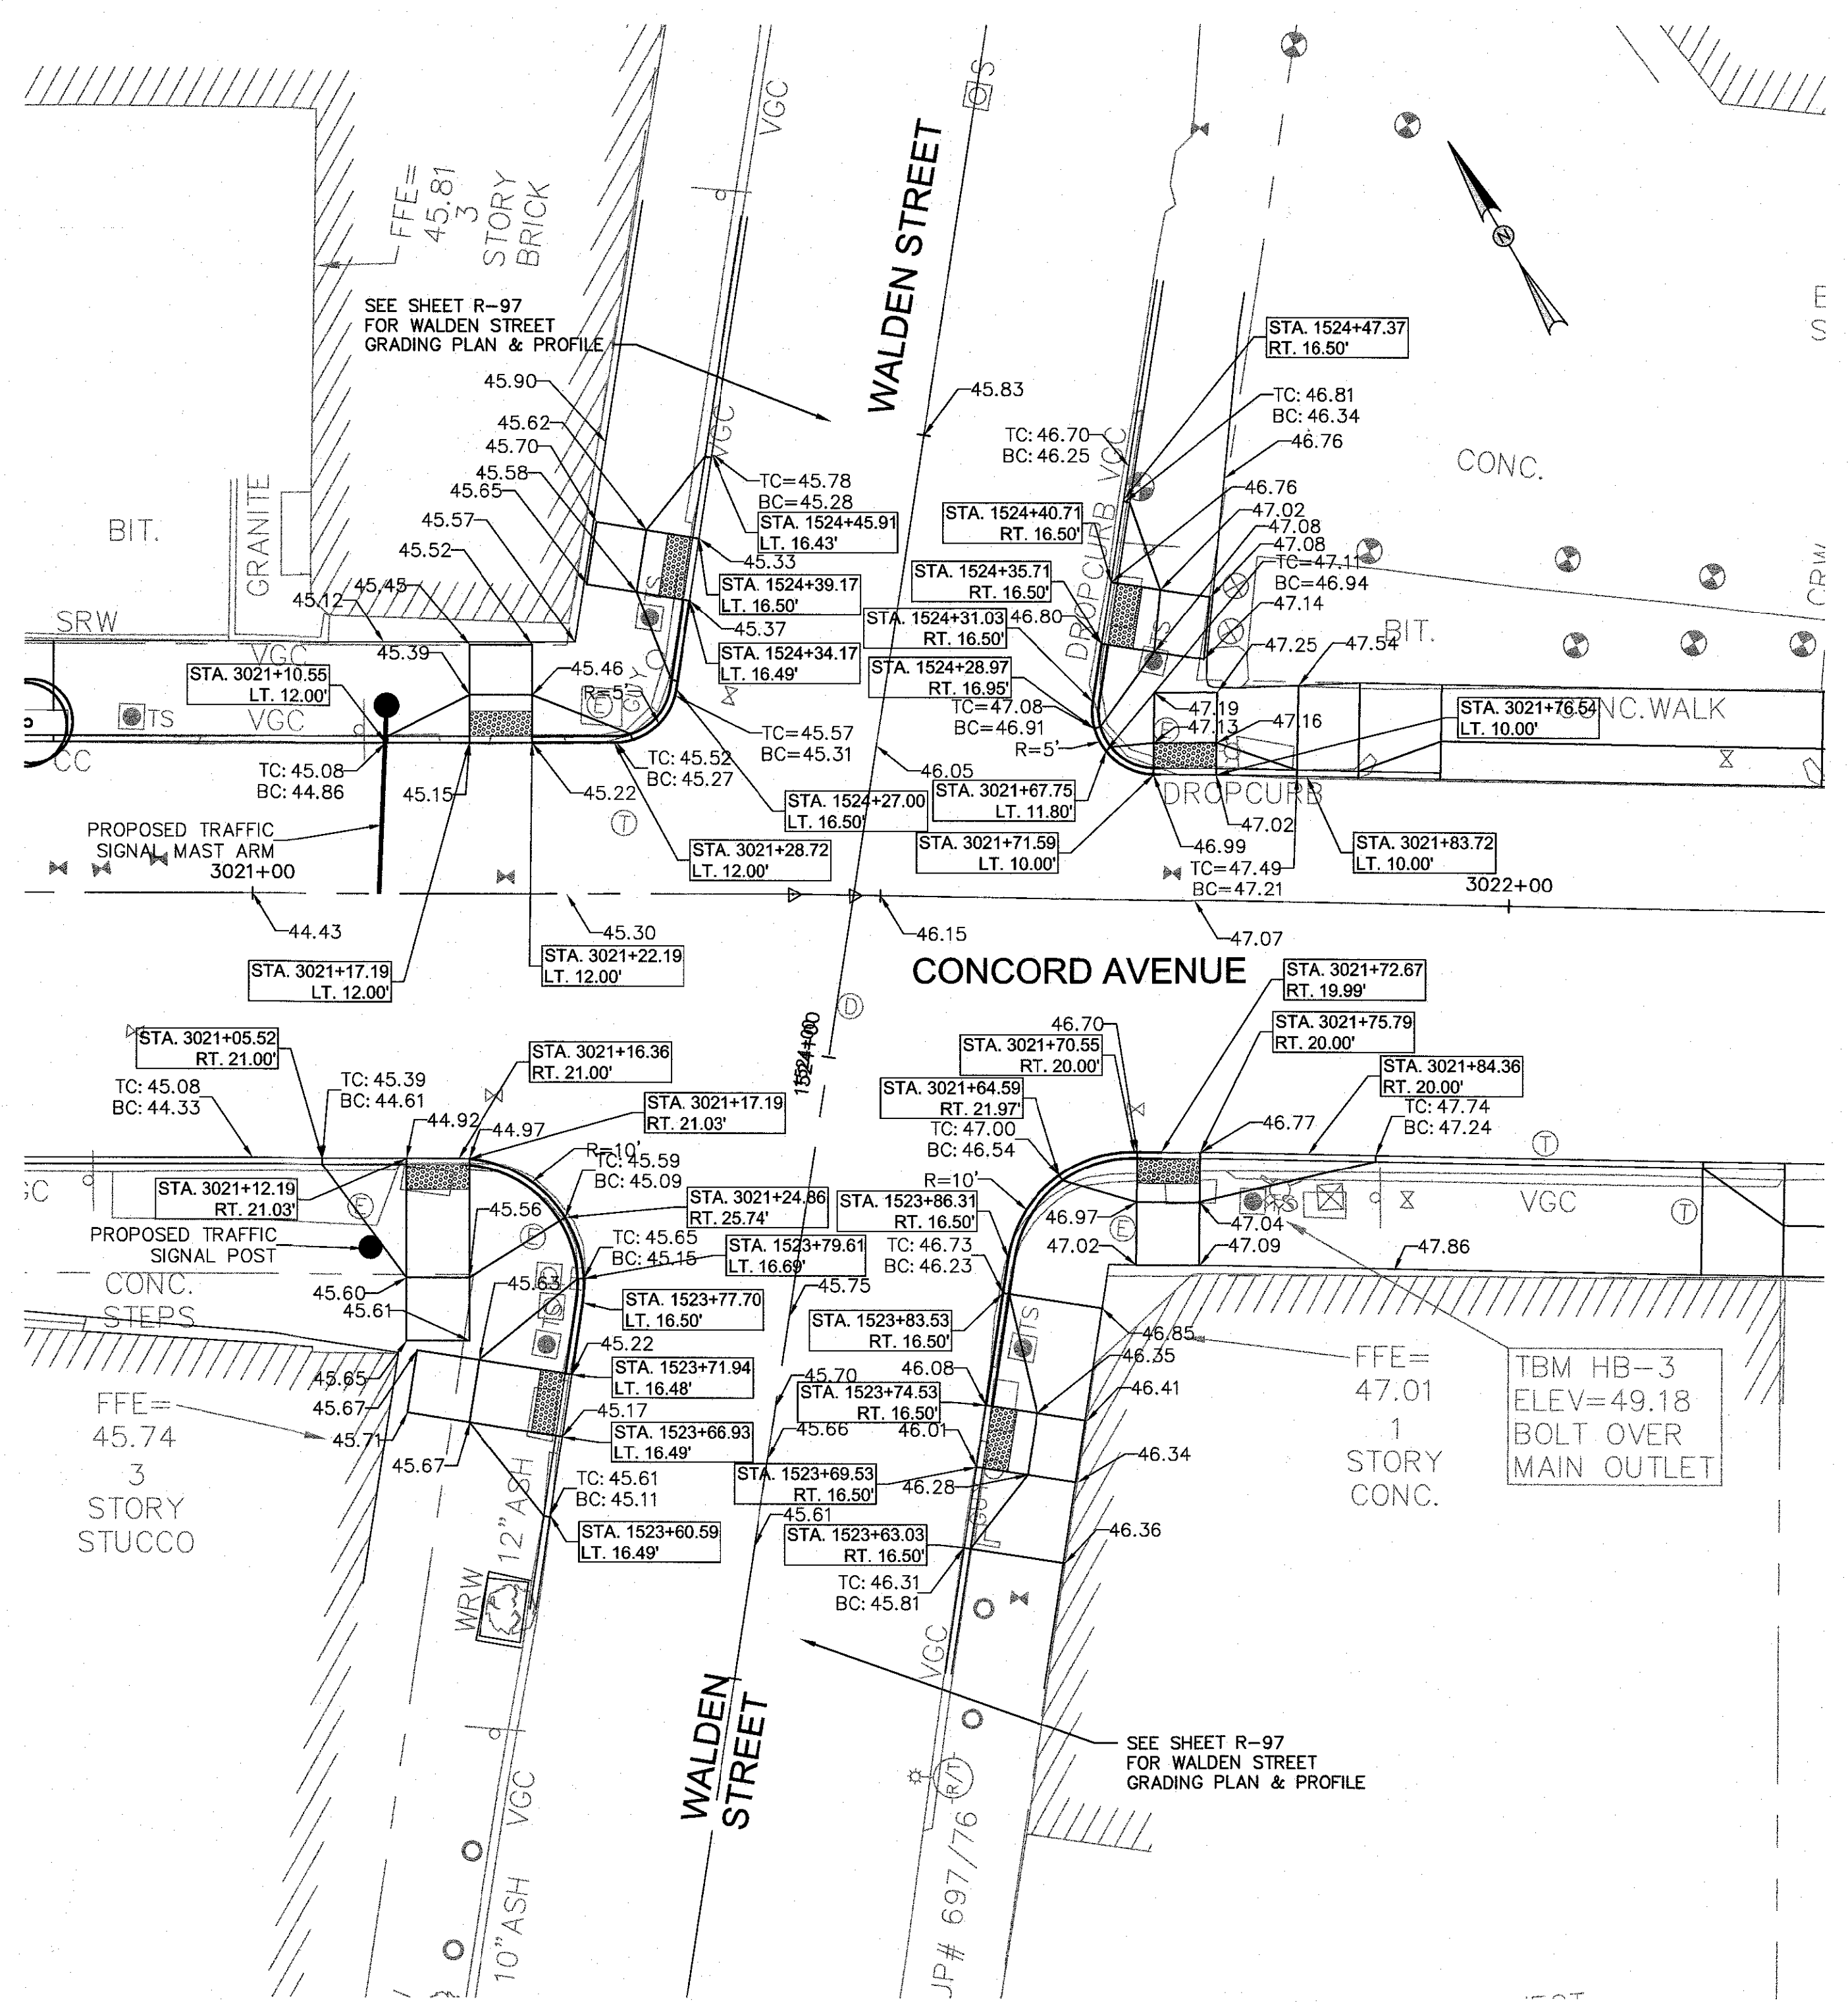 VGC
S
WALDEN STREET
FFE=
45.81
3
STORY
BRICK
SEE SHEET R-97
FOR WALDEN STREET
GRADING PLAN & PROFILE
N
STA. 1524+47.37
RT. 16.50'
45.90
45.62
45.70
45.58
45.65
45.57
45.52
45.45
45.12
VGC
45.83
TC: 46.81
BC: 46.34
46.76
TC: 46.70
BC: 46.25
VGC
CONC.
BIT.
GRANITE
TC=45.78
BC=45.28
STA. 1524+45.91
LT. 16.43'
45.33
STA. 1524+39.17
LT. 16.50'
45.37
STA. 1524+34.17
LT. 16.49'
STA. 1524+40.71
RT. 16.50'
46.76
47.02
47.08
47.08
TC=47.11
BC=46.94
47.14
STA. 1524+35.71
RT. 16.50'
STA. 1524+31.03
RT. 16.50'
46.80
DROPCURB
TS
BIT.
CRW
STA. 1524+28.97
RT. 16.95'
TC=47.08
BC=46.91
R=5'
47.25
47.54
SRW
VGC
45.39
STA. 3021+10.55
LT. 12.00'
TS
VGC
CC
45.46
R=5'
E
GUY
TS
47.19
47.13
47.16
STA. 3021+76.54
LT. 10.00'
CONC.WALK
TC: 45.08
BC: 44.86
45.15
45.22
TC: 45.52
BC: 45.27
TC=45.57
BC=45.31
46.05
STA. 1524+27.00
LT. 16.50'
STA. 3021+67.75
LT. 11.80'
DROPCURB
47.02
46.99
STA. 3021+71.59
LT. 10.00'
TC=47.49
BC=47.21
STA. 3021+83.72
LT. 10.00'
PROPOSED TRAFFIC
SIGNAL MAST ARM
T
STA. 3021+28.72
LT. 12.00'
3021+00
3022+00
44.43
45.30
46.15
47.07
STA. 3021+17.19
LT. 12.00'
STA. 3021+22.19
LT. 12.00'
CONCORD AVENUE
STA. 3021+72.67
RT. 19.99'
D
1524+00
STA. 3021+05.52
RT. 21.00'
STA. 3021+16.36
RT. 21.00'
46.70
STA. 3021+70.55
RT. 20.00'
STA. 3021+75.79
RT. 20.00'
STA. 3021+84.36
RT. 20.00'
TC: 45.08
BC: 44.33
TC: 45.39
BC: 44.61
44.92
44.97
STA. 3021+17.19
RT. 21.03'
STA. 3021+64.59
RT. 21.97'
TC: 47.00
BC: 46.54
46.77
TC: 47.74
BC: 47.24
T
R=10'
TC: 45.59
BC: 45.09
STA. 3021+12.19
RT. 21.03'
E
45.56
STA. 3021+24.86
RT. 25.74'
E
R=10'
STA. 1523+86.31
RT. 16.50'
46.97
E
47.04
TS
VGC
T
PROPOSED TRAFFIC
SIGNAL POST
CONC.
STEPS
TC: 45.65
BC: 45.15
STA. 1523+79.61
LT. 16.69'
45.75
TC: 46.73
BC: 46.23
47.02
47.09
47.86
45.60
45.61
45.63
TS
STA. 1523+77.70
LT. 16.50'
STA. 1523+83.53
RT. 16.50'
TS
46.85
45.22
45.65
45.67
45.71
45.67
STA. 1523+71.94
LT. 16.48'
45.17
STA. 1523+66.93
LT. 16.49'
45.70
46.08
STA. 1523+74.53
RT. 16.50'
46.35
46.41
45.66
46.01
46.34
STA. 1523+69.53
RT. 16.50'
46.28
FFE=
45.74
3
STORY
STUCCO
FFE=
47.01
1
STORY
CONC.
TBM HB-3
ELEV=49.18
BOLT OVER
MAIN OUTLET
TC: 45.61
BC: 45.11
STA. 1523+60.59
LT. 16.49'
45.61
STA. 1523+63.03
RT. 16.50'
46.36
TC: 46.31
BC: 45.81
12"ASH
WRW
VGC
WALDEN
STREET
SEE SHEET R-97
FOR WALDEN STREET
GRADING PLAN & PROFILE
R/T
VGC
10"ASH
JP# 697/76